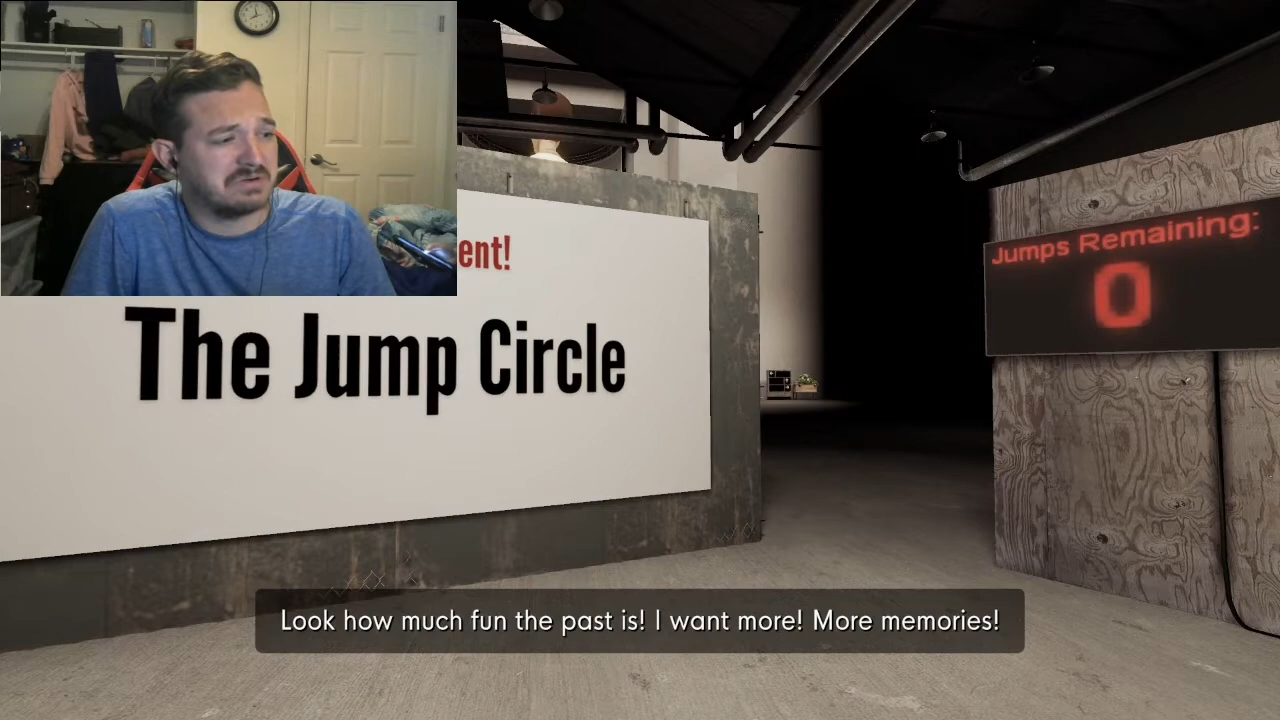 ent!
The Jump Circle
Jumps Remaining:
0
Look how much fun the past is! I want more! More memories!